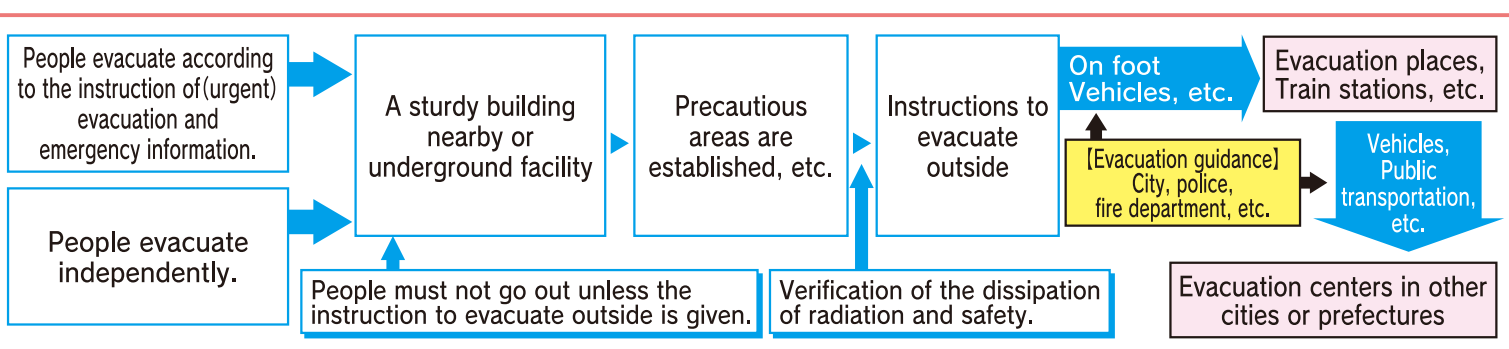 People evacuate according
to the instruction of(urgent)
evacuation and
emergency information.
People evacuate
independently.
A sturdy building
nearby or
underground facility
People must not go out unless the
instruction to evacuate outside is given.
Precautious
areas are
established, etc.
Verification of the dissipation
of radiation and safety.
Instructions to
evacuate
outside
On foot
Vehicles, etc.
【Evacuation guidance】
City, police,
fire department, etc.
Evacuation places,
Train stations, etc.
Vehicles,
Public
transportation,
etc.
Evacuation centers in other
cities or prefectures